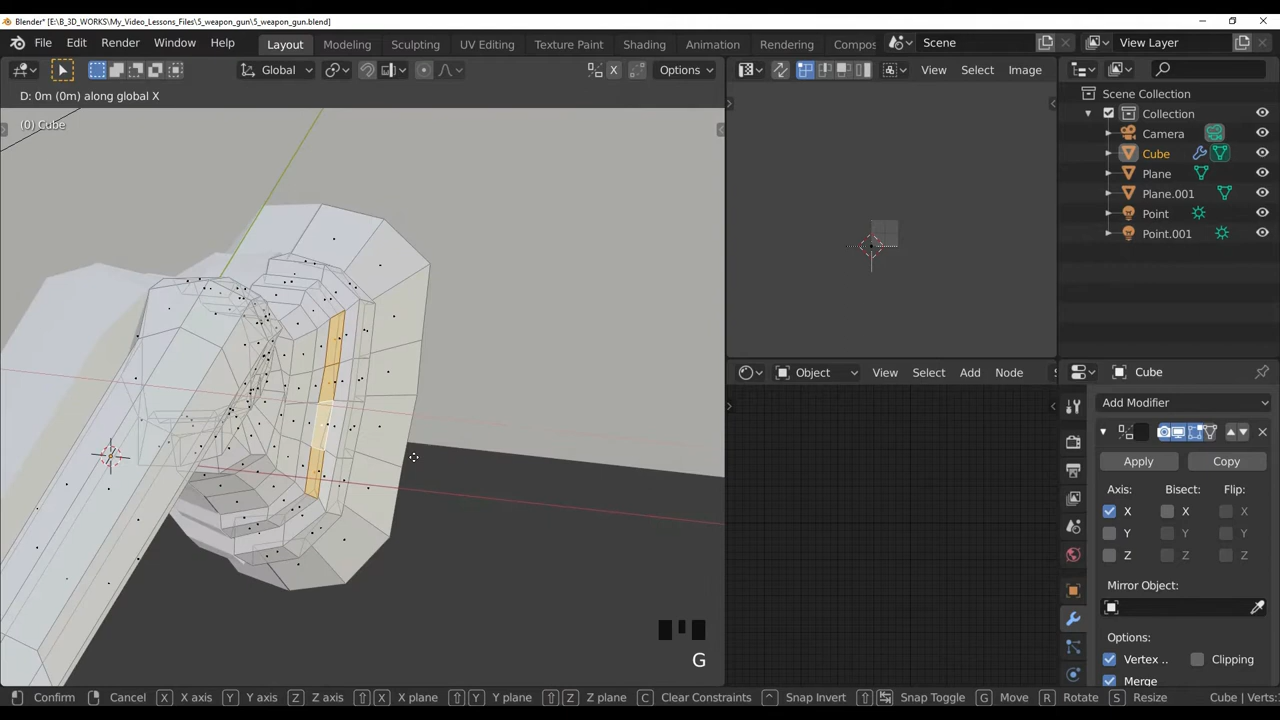 Blender* [E:\B_3D_WORKS\My_Video_Lessons_Files\5_weapon_gun\5_weapon_gun.blend]
File Edit Render Window Help Layout Modeling Sculpting UV Editing Texture Paint Shading Animation Rendering Compos Scene View Layer
Global X Options View Select Image
D: 0m (0m) along global X
(0) Cube
Scene Collection
Collection
Camera
Cube
Plane
Plane.001
Point
Point.001
Object View Select Add Node S
Cube
Add Modifier
Apply Copy
Axis: Bisect: Flip:
X X X
Y Y Y
Z Z Z
Mirror Object:
Options:
Vertex .. Clipping
Merge
G
Confirm Cancel X X axis Y Y axis Z Z axis X X plane Y Y plane Z Z plane C Clear Constraints Snap Invert Snap Toggle G Move R Rotate S Resize Cube | Verts: